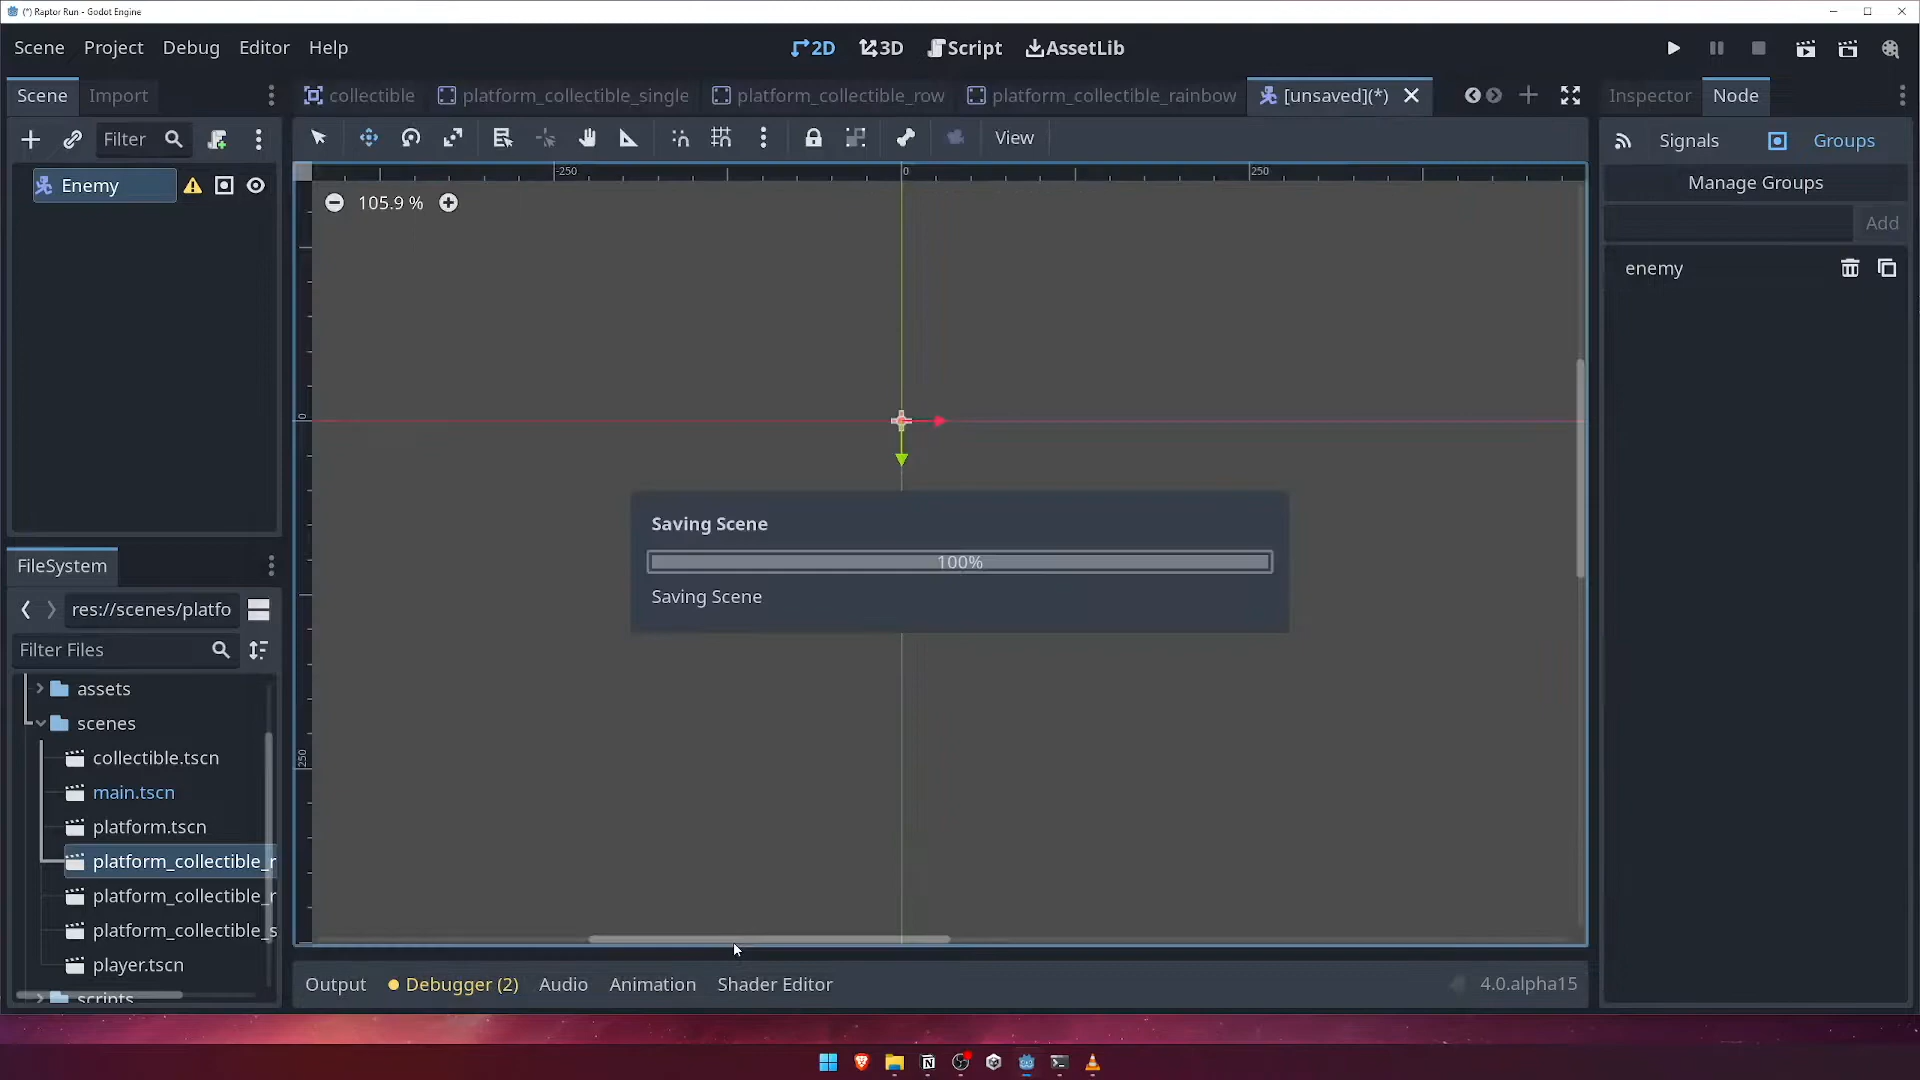 (*) Raptor Run - Godot Engine
Scene Project Debug Editor Help
2D 3D Script AssetLib
Scene Import
collectible platform_collectible_single platform_collectible_row platform_collectible_rainbow [unsaved](*)
Inspector Node
Filter
View
Signals Groups
Enemy
-250 0 250
Manage Groups
105.9 %
Add
enemy
0
Saving Scene
100%
Saving Scene
FileSystem
res://scenes/platfo
Filter Files
assets
scenes
collectible.tscn
250
main.tscn
platform.tscn
platform_collectible_r
platform_collectible_r
platform_collectible_s
player.tscn
scripts
Output Debugger (2) Audio Animation Shader Editor
4.0.alpha15